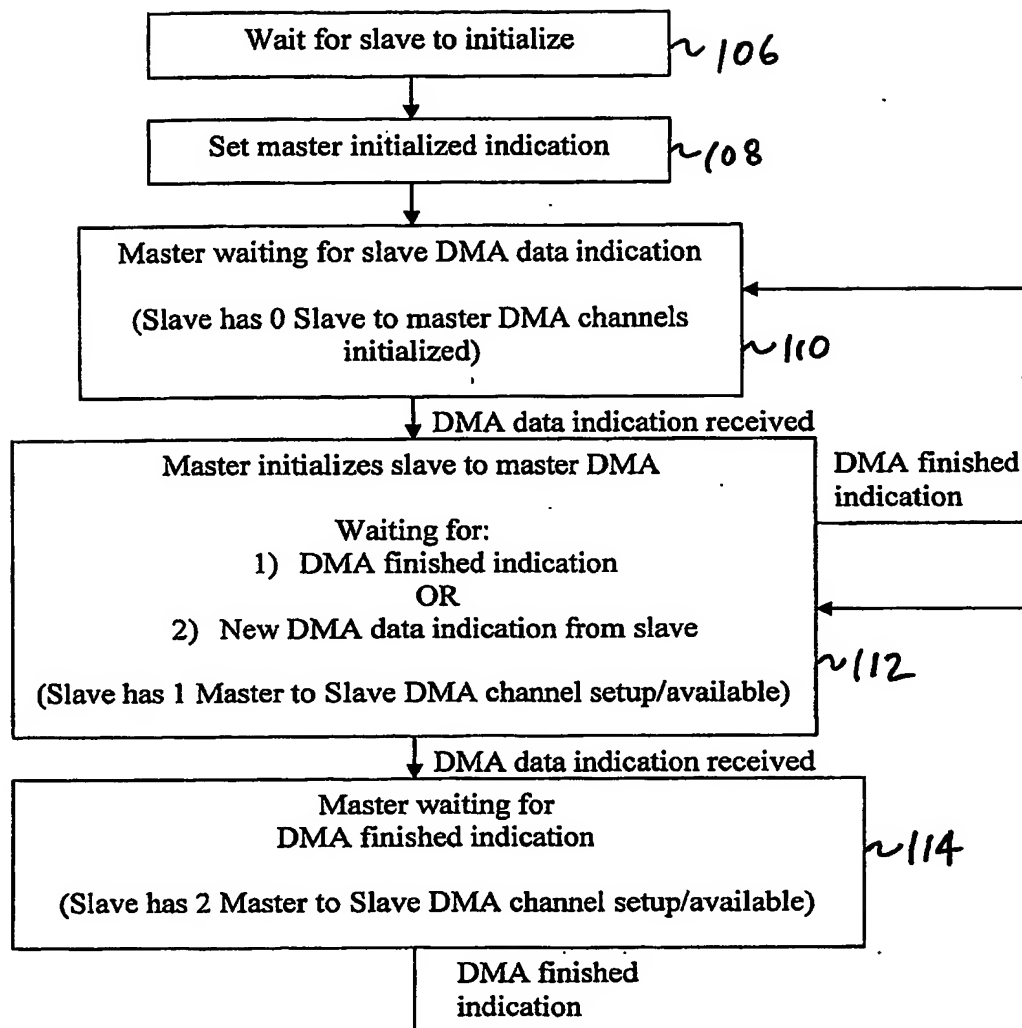 Wait for slave to initialize
106
Set master initialized indication
108
Master waiting for slave DMA data indication
(Slave has 0 Slave to master DMA channels
initialized)
110
DMA data indication received
Master initializes slave to master DMA
Waiting for:
1) DMA finished indication
OR
2) New DMA data indication from slave
(Slave has 1 Master to Slave DMA channel setup/available)
112
DMA finished
indication
DMA data indication received
Master waiting for
DMA finished indication
(Slave has 2 Master to Slave DMA channel setup/available)
114
DMA finished
indication